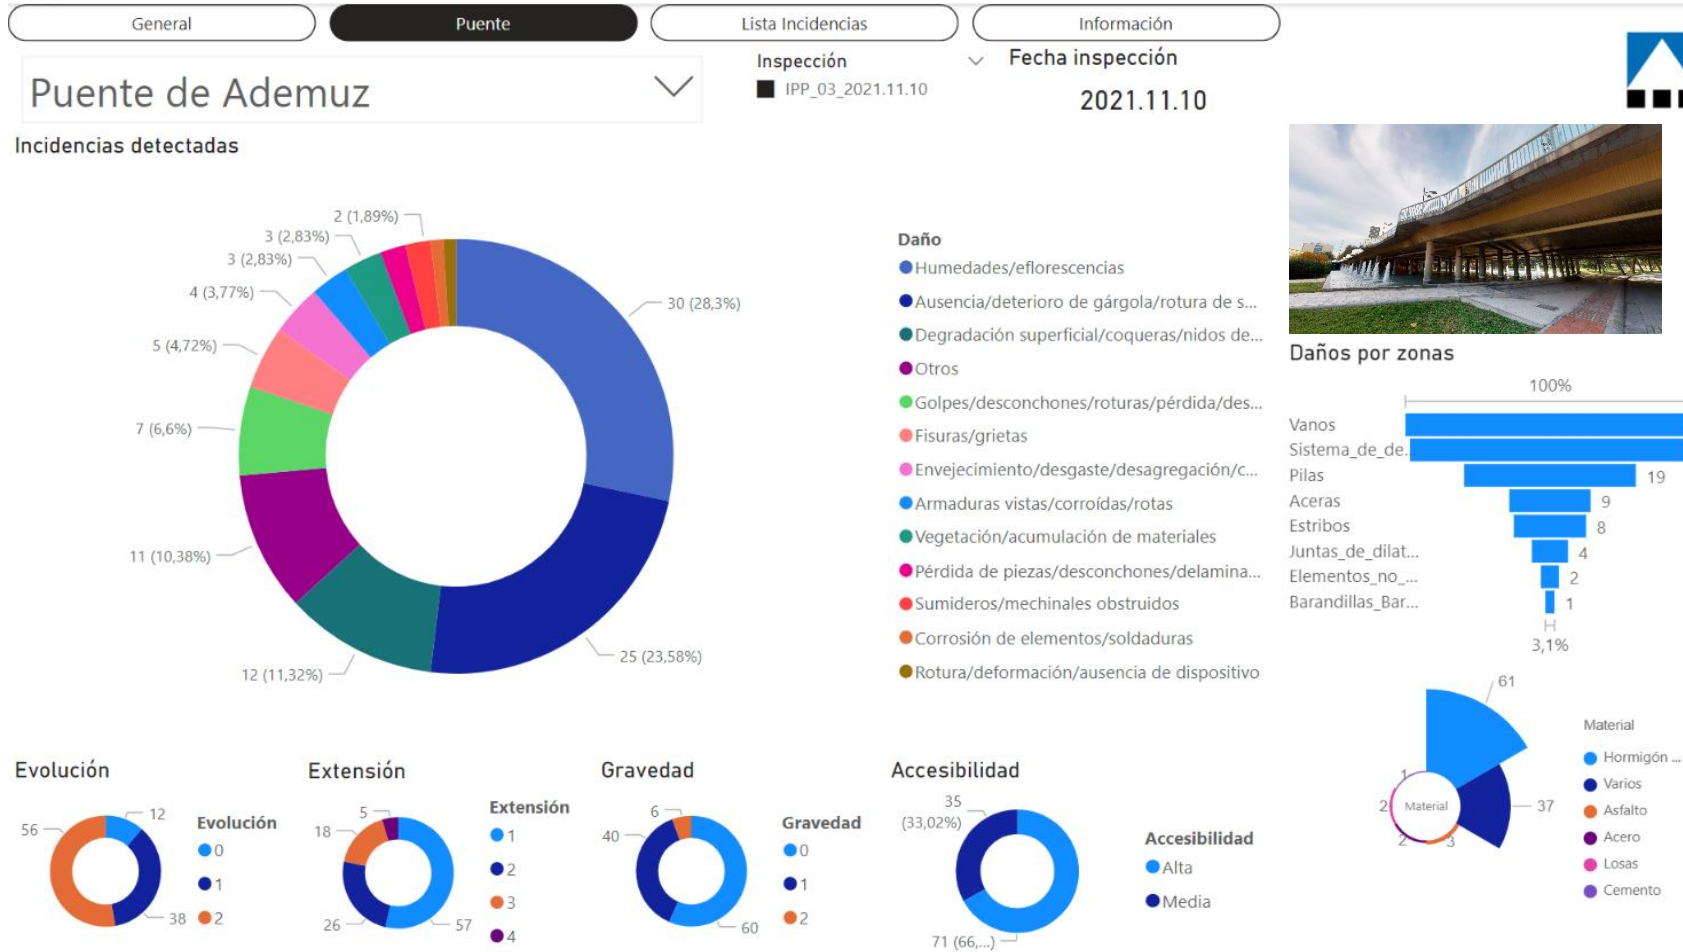 General
Puente
Lista Incidencias
Información
Puente de Ademuz
Inspección
IPP_03_2021.11.10
Fecha inspección
2021.11.10
Incidencias detectadas
2 (1,89%)
3 (2,83%)
3 (2,83%)
4 (3,77%)
5 (4,72%)
7 (6,6%)
11 (10,38%)
12 (11,32%)
25 (23,58%)
30 (28,3%)
Daño
Humedades/eflorescencias
Ausencia/deterioro de gárgola/rotura de s...
Degradación superficial/coqueras/nidos de...
Otros
Golpes/desconchones/roturas/pérdida/des...
Fisuras/grietas
Envejecimiento/desgaste/desagregación/c...
Armaduras vistas/corroídas/rotas
Vegetación/acumulación de materiales
Pérdida de piezas/desconchones/delamina...
Sumideros/mechinales obstruidos
Corrosión de elementos/soldaduras
Rotura/deformación/ausencia de dispositivo
Daños por zonas
100%
Vanos
Sistema_de_de...
Pilas 19
Aceras 9
Estribos 8
Juntas_de_dilat... 4
Elementos_no_... 2
Barandillas_Bar... 1
3,1%
Evolución
56
12
38
Evolución
0
1
2
Extensión
5
18
26
57
Extensión
1
2
3
4
Gravedad
6
40
60
Gravedad
0
1
2
Accesibilidad
35
(33,02%)
71 (66,...)
Accesibilidad
Alta
Media
61
37
3
2
2
1
Material
Material
Hormigón ...
Varios
Asfalto
Acero
Losas
Cemento